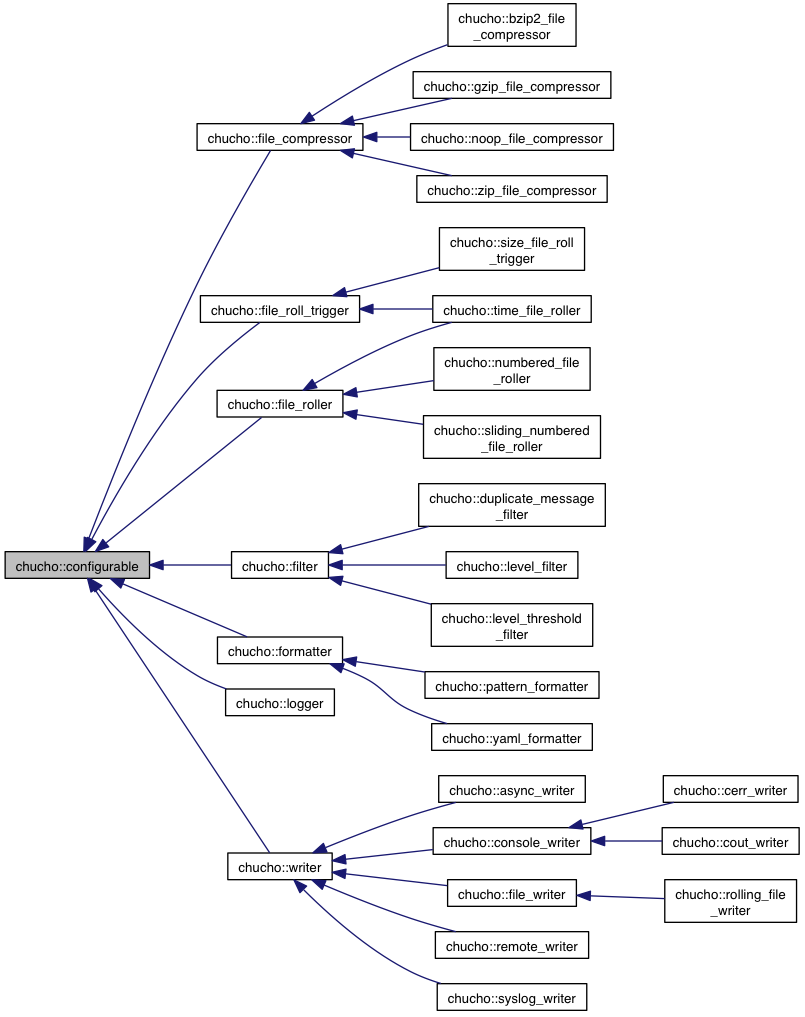 chucho::bzip2_file
_compressor
chucho::gzip_file_compressor
chucho::file_compressor
chucho::noop_file_compressor
chucho::zip_file_compressor
chucho::size_file_roll
_trigger
chucho::file_roll_trigger
chucho::time_file_roller
chucho::numbered_file
_roller
chucho::file_roller
chucho::sliding_numbered
_file_roller
chucho::duplicate_message
_filter
chucho::configurable
chucho::filter
chucho::level_filter
chucho::level_threshold
_filter
chucho::formatter
chucho::pattern_formatter
chucho::logger
chucho::yaml_formatter
chucho::async_writer
chucho::cerr_writer
chucho::console_writer
chucho::cout_writer
chucho::writer
chucho::file_writer
chucho::rolling_file
_writer
chucho::remote_writer
chucho::syslog_writer